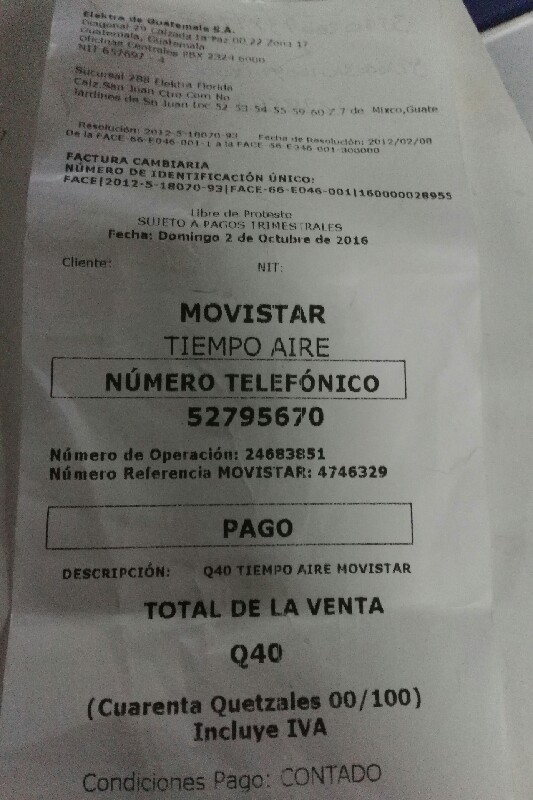 Elektra de Guatemala S.A.
Diagonal 29 Calzada la Paz 00 22 Zona 17
Guatemala, Guatemala
Oficinas Centrales PBX 2324 6000
NIT 657697 - 4
Sucursal 288 Elektra Florida
Calz.San Juan Ctro Com No
Jardines de Sn Juan Loc 52 53 54 55 59 60 Z 7 de Mixco,Guate
Resolución: 2012-5-18070-93 Fecha de Resolución: 2012/02/08
De la FACE-66-E046-001-1 a la FACE 001-300000
FACTURA CAMBIARIA
NÚMERO DE IDENTIFICACIÓN ÚNICO:
FACE|2012-5-18070-93|FACE-66-E046-001|160000028955
Libre de Protesto
SUJETO A PAGOS TRIMESTRALES
Fecha: Domingo 2 de Octubre de 2016
Cliente: NIT:
MOVISTAR
TIEMPO AIRE
NÚMERO TELEFÓNICO
52795670
Número de Operación: 24683851
Número Referencia MOVISTAR: 4746329
PAGO
DESCRIPCIÓN: Q40 TIEMPO AIRE MOVISTAR
TOTAL DE LA VENTA
Q40
(Cuarenta Quetzales 00/100)
Incluye IVA
Condiciones Pago: CONTADO